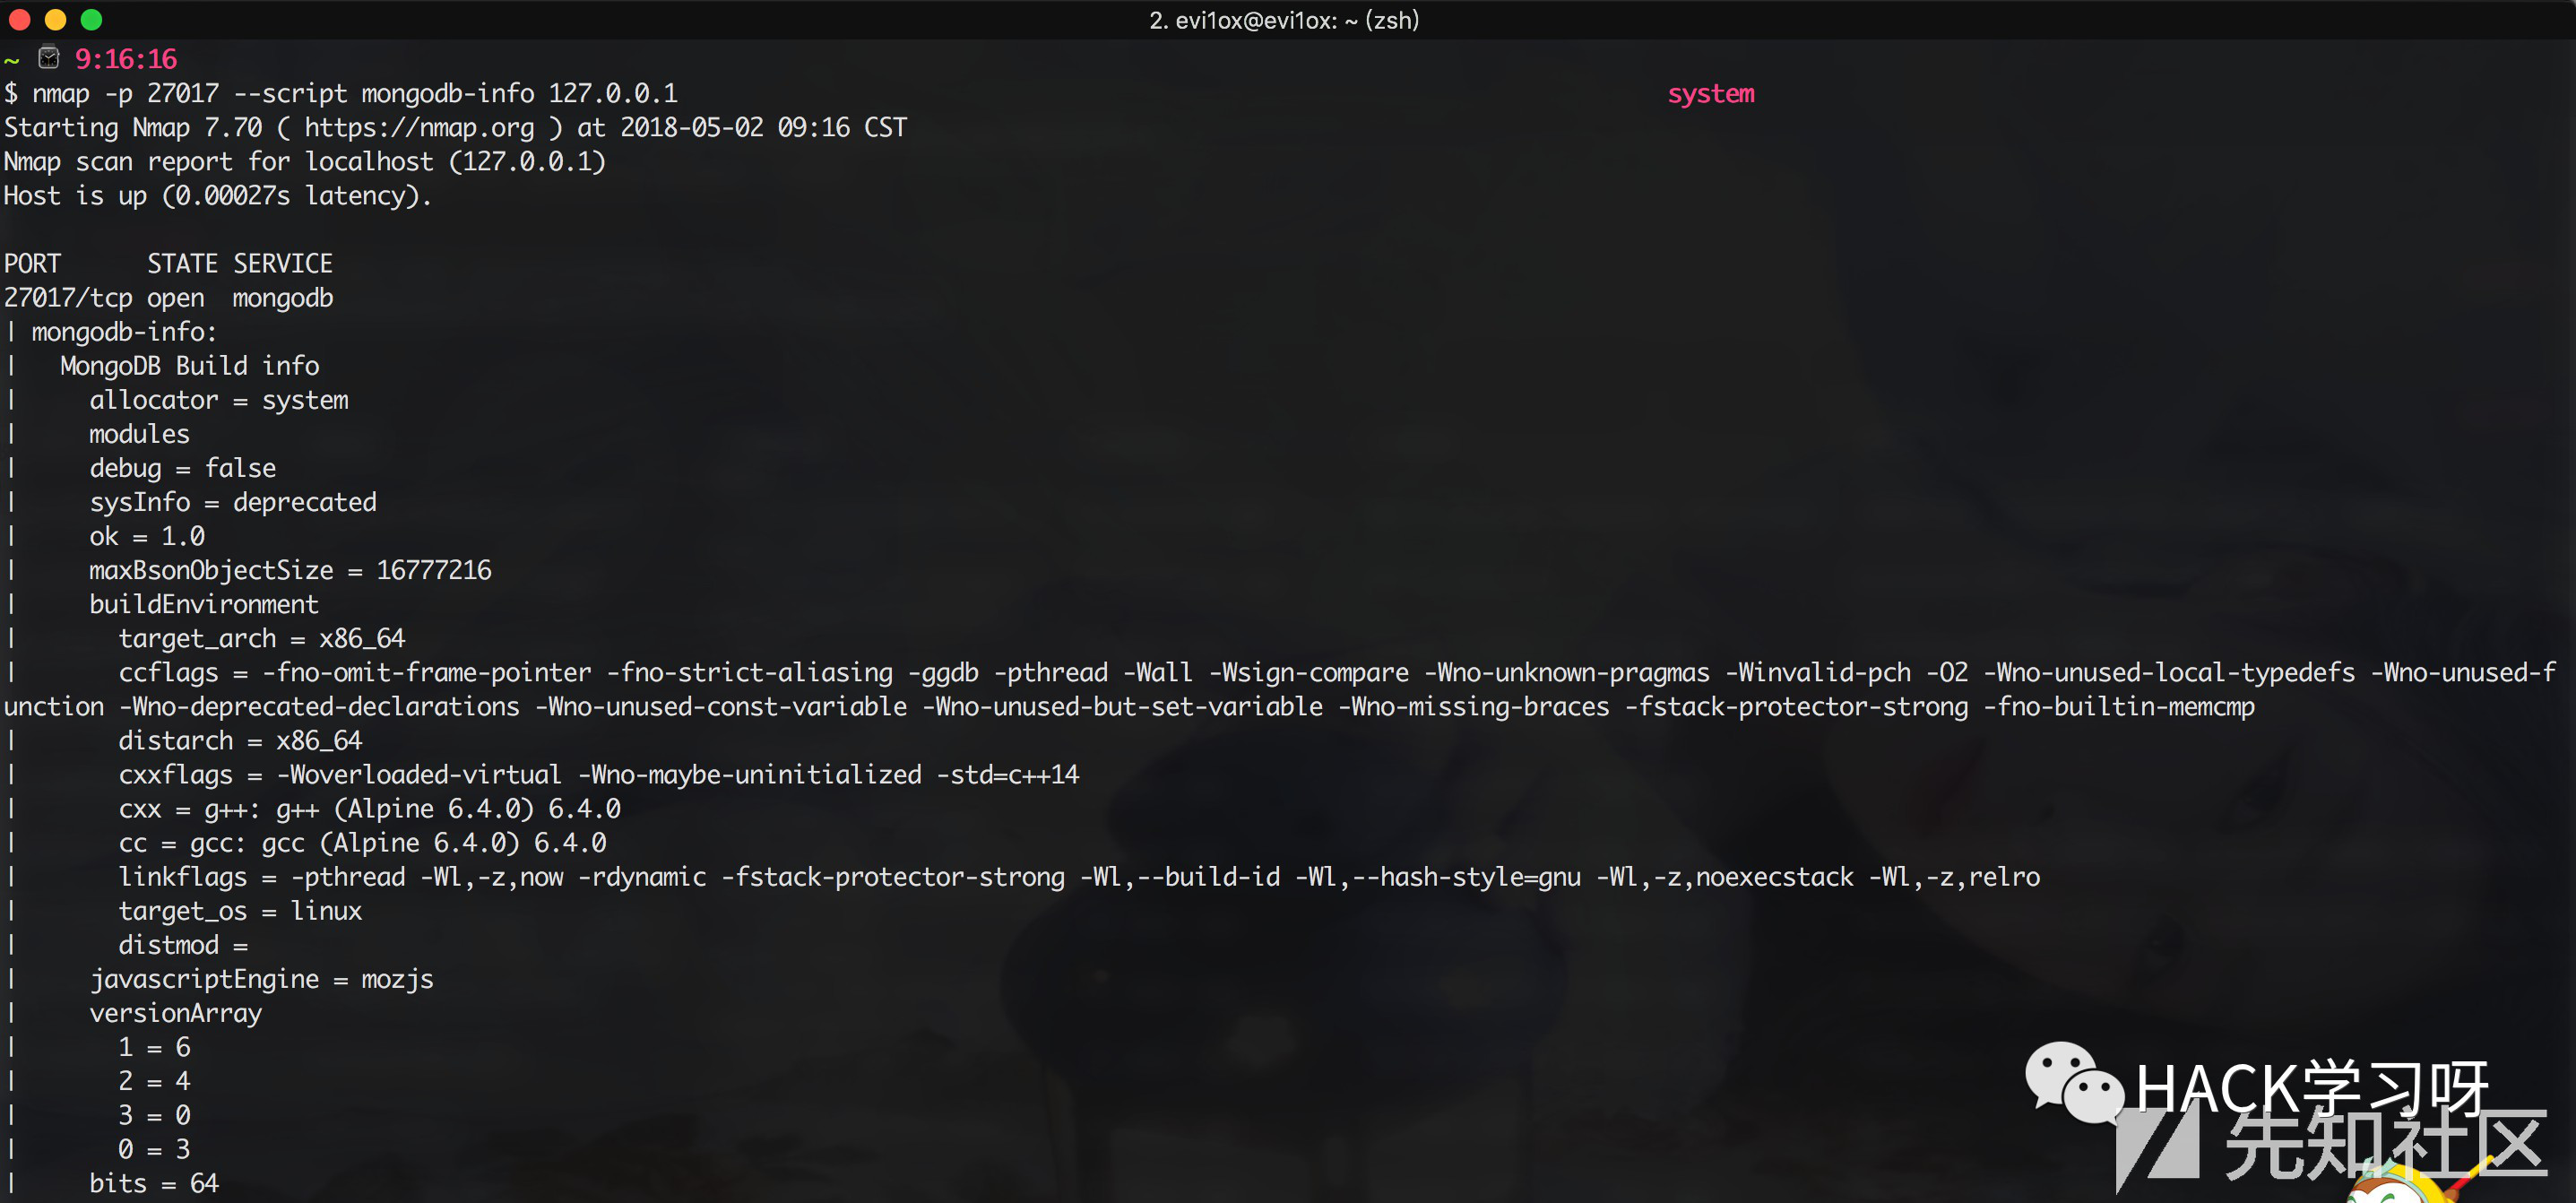 2. evi1ox@evi1ox: ~ (zsh)
~ 9:16:16
$ nmap -p 27017 --script mongodb-info 127.0.0.1 system
Starting Nmap 7.70 ( https://nmap.org ) at 2018-05-02 09:16 CST
Nmap scan report for localhost (127.0.0.1)
Host is up (0.00027s latency).
PORT      STATE SERVICE
27017/tcp open  mongodb
| mongodb-info:
|   MongoDB Build info
|     allocator = system
|     modules
|     debug = false
|     sysInfo = deprecated
|     ok = 1.0
|     maxBsonObjectSize = 16777216
|     buildEnvironment
|       target_arch = x86_64
|       ccflags = -fno-omit-frame-pointer -fno-strict-aliasing -ggdb -pthread -Wall -Wsign-compare -Wno-unknown-pragmas -Winvalid-pch -O2 -Wno-unused-local-typedefs -Wno-unused-f
unction -Wno-deprecated-declarations -Wno-unused-const-variable -Wno-unused-but-set-variable -Wno-missing-braces -fstack-protector-strong -fno-builtin-memcmp
|       distarch = x86_64
|       cxxflags = -Woverloaded-virtual -Wno-maybe-uninitialized -std=c++14
|       cxx = g++: g++ (Alpine 6.4.0) 6.4.0
|       cc = gcc: gcc (Alpine 6.4.0) 6.4.0
|       linkflags = -pthread -Wl,-z,now -rdynamic -fstack-protector-strong -Wl,--build-id -Wl,--hash-style=gnu -Wl,-z,noexecstack -Wl,-z,relro
|       target_os = linux
|       distmod =
|     javascriptEngine = mozjs
|     versionArray
|       1 = 6
|       2 = 4
|       3 = 0
|       0 = 3
|     bits = 64
HACK学习呀
先知社区